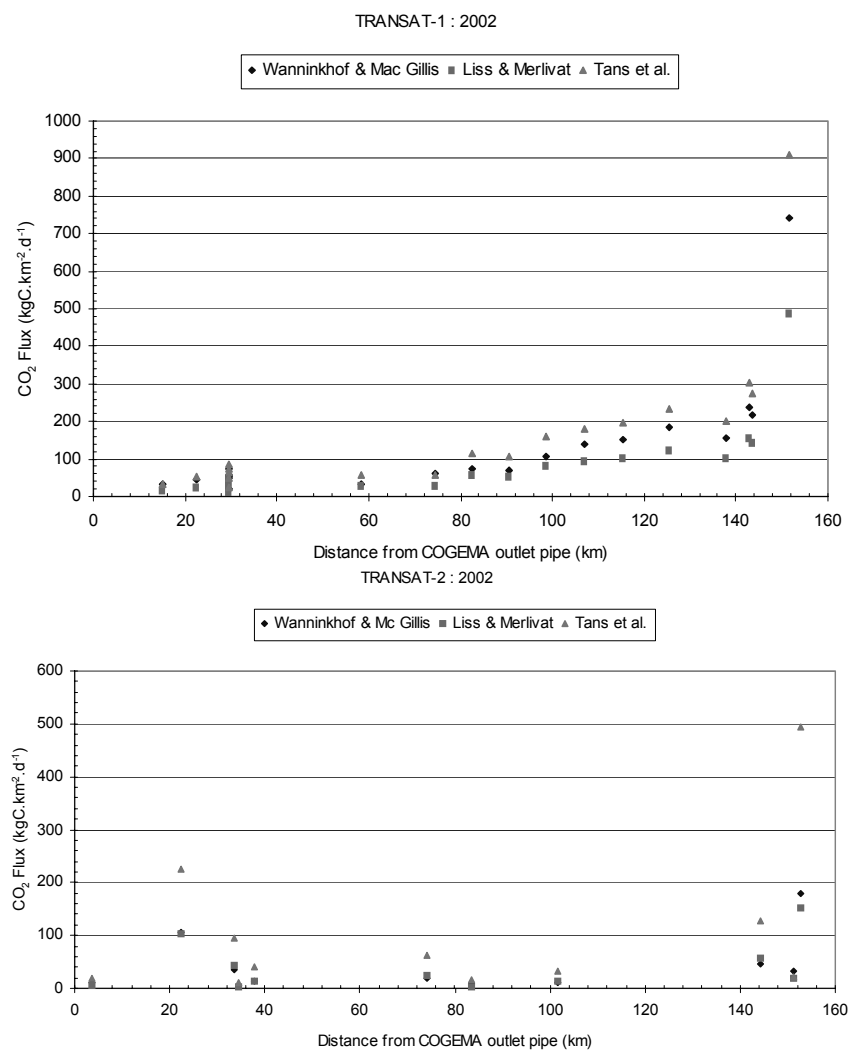 TRANSAT-1 : 2002
Wanninkhof & Mac Gillis Liss & Merlivat Tans et al.
1000
900
800
700
600
500
400
300
200
100
0
CO₂ Flux (kgC.km⁻².d⁻¹)
0 20 40 60 80 100 120 140 160
Distance from COGEMA outlet pipe (km)
TRANSAT-2 : 2002
Wanninkhof & Mc Gillis Liss & Merlivat Tans et al.
600
500
400
300
200
100
0
CO₂ Flux (kgC.km⁻².d⁻¹)
0 20 40 60 80 100 120 140 160
Distance from COGEMA outlet pipe (km)